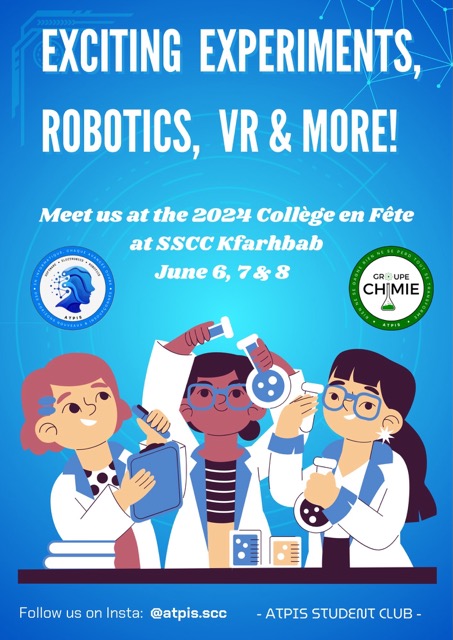 EXCITING EXPERIMENTS,
ROBOTICS, VR & MORE!
Meet us at the 2024 Collège en Fête
at SSCC Kfarhbab
June 6, 7 & 8
ATPIS
GROUPE
CHIMIE
ATPIS
Follow us on Insta: @atpis.scc
- ATPIS STUDENT CLUB -